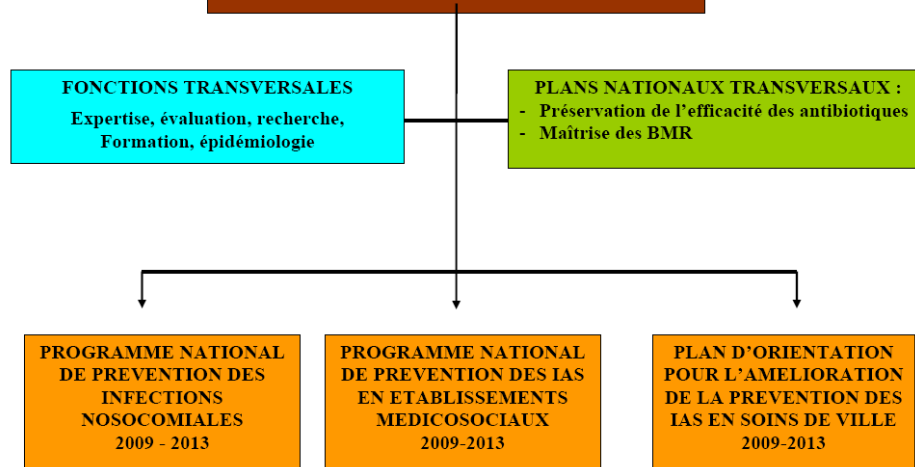 FONCTIONS TRANSVERSALES
Expertise, évaluation, recherche,
Formation, épidémiologie
PLANS NATIONAUX TRANSVERSAUX :
- Préservation de l’efficacité des antibiotiques
- Maîtrise des BMR
PROGRAMME NATIONAL
DE PREVENTION DES
INFECTIONS
NOSOCOMIALES
2009 - 2013
PROGRAMME NATIONAL
DE PREVENTION DES IAS
EN ETABLISSEMENTS
MEDICOSOCIAUX
2009-2013
PLAN D’ORIENTATION
POUR L’AMELIORATION
DE LA PREVENTION DES
IAS EN SOINS DE VILLE
2009-2013